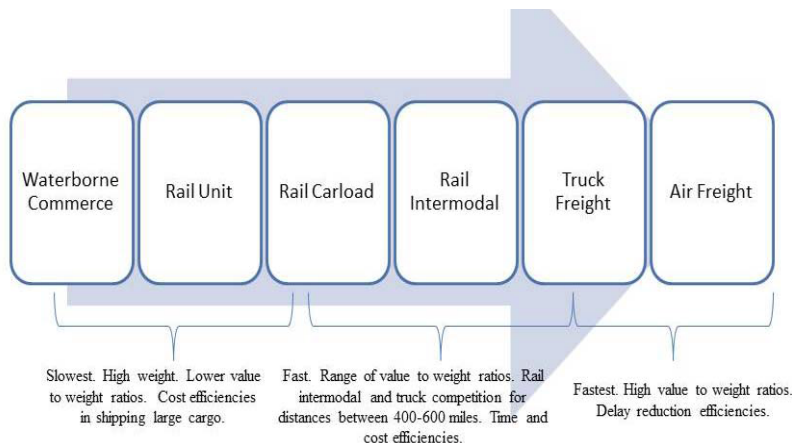 Waterborne
Commerce
Rail Unit
Rail Carload
Rail
Intermodal
Truck
Freight
Air Freight
Slowest. High weight. Lower value
to weight ratios. Cost efficiencies
in shipping large cargo.
Fast. Range of value to weight ratios. Rail
intermodal and truck competition for
distances between 400-600 miles. Time and
cost efficiencies.
Fastest. High value to weight ratios.
Delay reduction efficiencies.